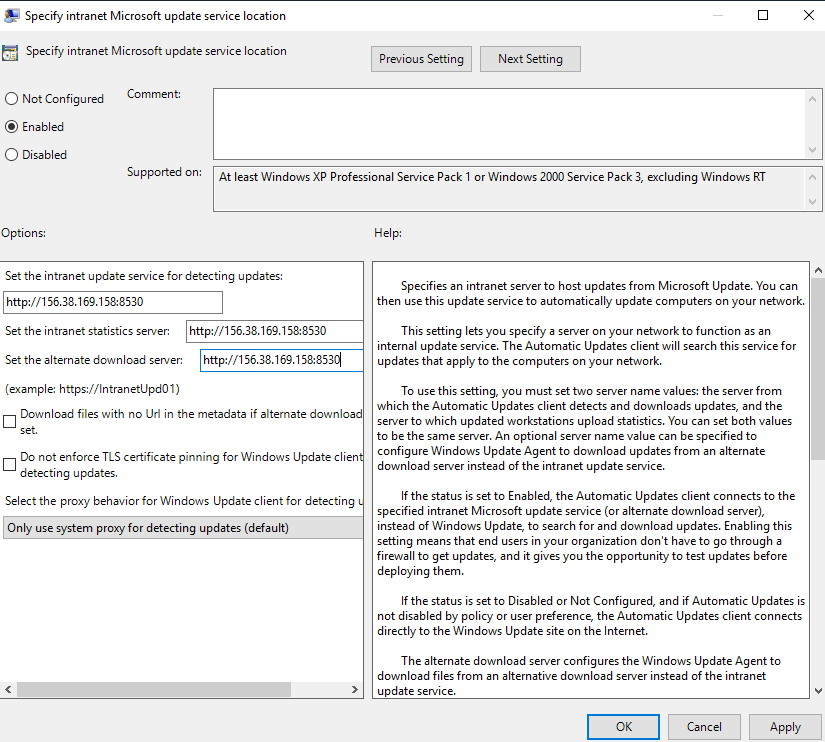 Specify intranet Microsoft update service location
Specify intranet Microsoft update service location
Previous Setting
Next Setting
Not Configured
Enabled
Disabled
Comment:
Supported on:
At least Windows XP Professional Service Pack 1 or Windows 2000 Service Pack 3, excluding Windows RT
Options:
Set the intranet update service for detecting updates:
http://156.38.169.158:8530
Set the intranet statistics server:
http://156.38.169.158:8530
Set the alternate download server:
http://156.38.169.158:8530
(example: https://IntranetUpd01)
Download files with no Url in the metadata if alternate download
set.
Do not enforce TLS certificate pinning for Windows Update client
detecting updates.
Select the proxy behavior for Windows Update client for detecting u
Only use system proxy for detecting updates (default)
Help:
Specifies an intranet server to host updates from Microsoft Update. You can
then use this update service to automatically update computers on your network.
This setting lets you specify a server on your network to function as an
internal update service. The Automatic Updates client will search this service for
updates that apply to the computers on your network.
To use this setting, you must set two server name values: the server from
which the Automatic Updates client detects and downloads updates, and the
server to which updated workstations upload statistics. You can set both values
to be the same server. An optional server name value can be specified to
configure Windows Update Agent to download updates from an alternate
download server instead of the intranet update service.
If the status is set to Enabled, the Automatic Updates client connects to the
specified intranet Microsoft update service (or alternate download server),
instead of Windows Update, to search for and download updates. Enabling this
setting means that end users in your organization don't have to go through a
firewall to get updates, and it gives you the opportunity to test updates before
deploying them.
If the status is set to Disabled or Not Configured, and if Automatic Updates is
not disabled by policy or user preference, the Automatic Updates client connects
directly to the Windows Update site on the Internet.
The alternate download server configures the Windows Update Agent to
download files from an alternative download server instead of the intranet
update service.
OK
Cancel
Apply